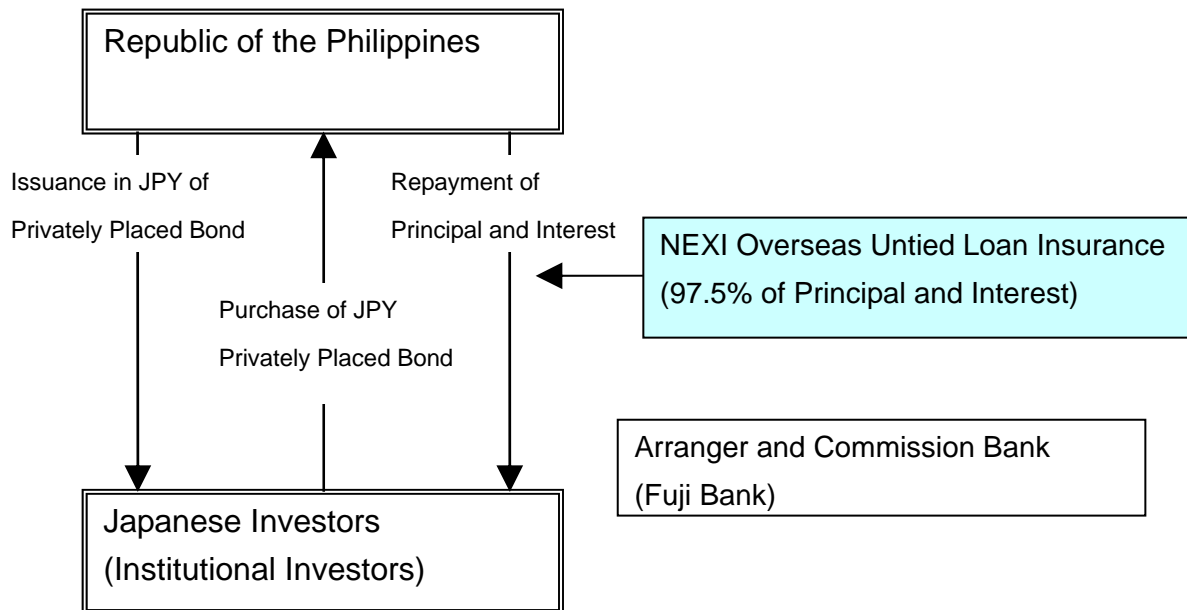 Republic of the Philippines
Issuance in JPY of
Privately Placed Bond
Repayment of
Principal and Interest
NEXI Overseas Untied Loan Insurance
(97.5% of Principal and Interest)
Purchase of JPY
Privately Placed Bond
Arranger and Commission Bank
(Fuji Bank)
Japanese Investors
(Institutional Investors)